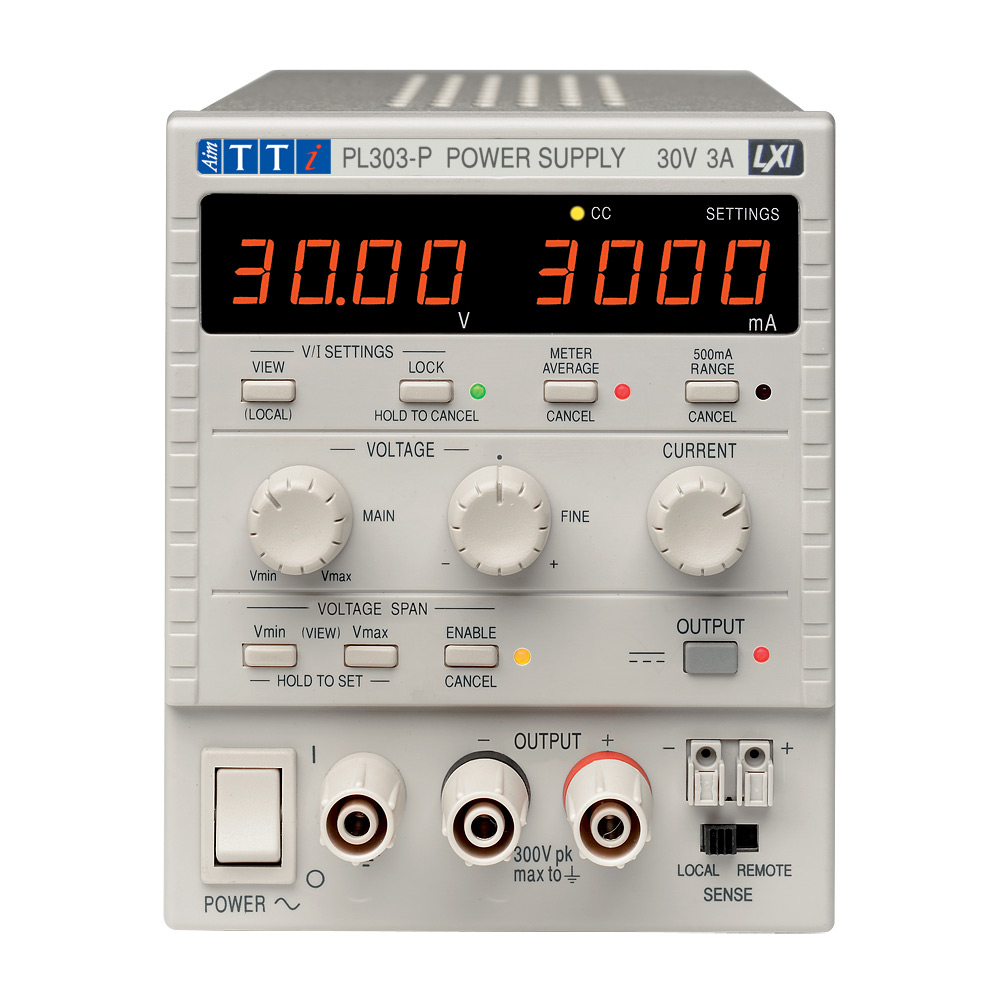 Aim TTi PL303-P POWER SUPPLY 30V 3A LXI
CC SETTINGS
30.00 V 3000 mA
V/I SETTINGS
VIEW LOCK METER AVERAGE 500mA RANGE
(LOCAL) HOLD TO CANCEL CANCEL CANCEL
VOLTAGE CURRENT
MAIN FINE
Vmin Vmax - +
VOLTAGE SPAN
Vmin (VIEW) Vmax ENABLE OUTPUT
HOLD TO SET CANCEL
- OUTPUT + - +
I
300V pk
max to ⏚
O
LOCAL REMOTE
SENSE
POWER ~